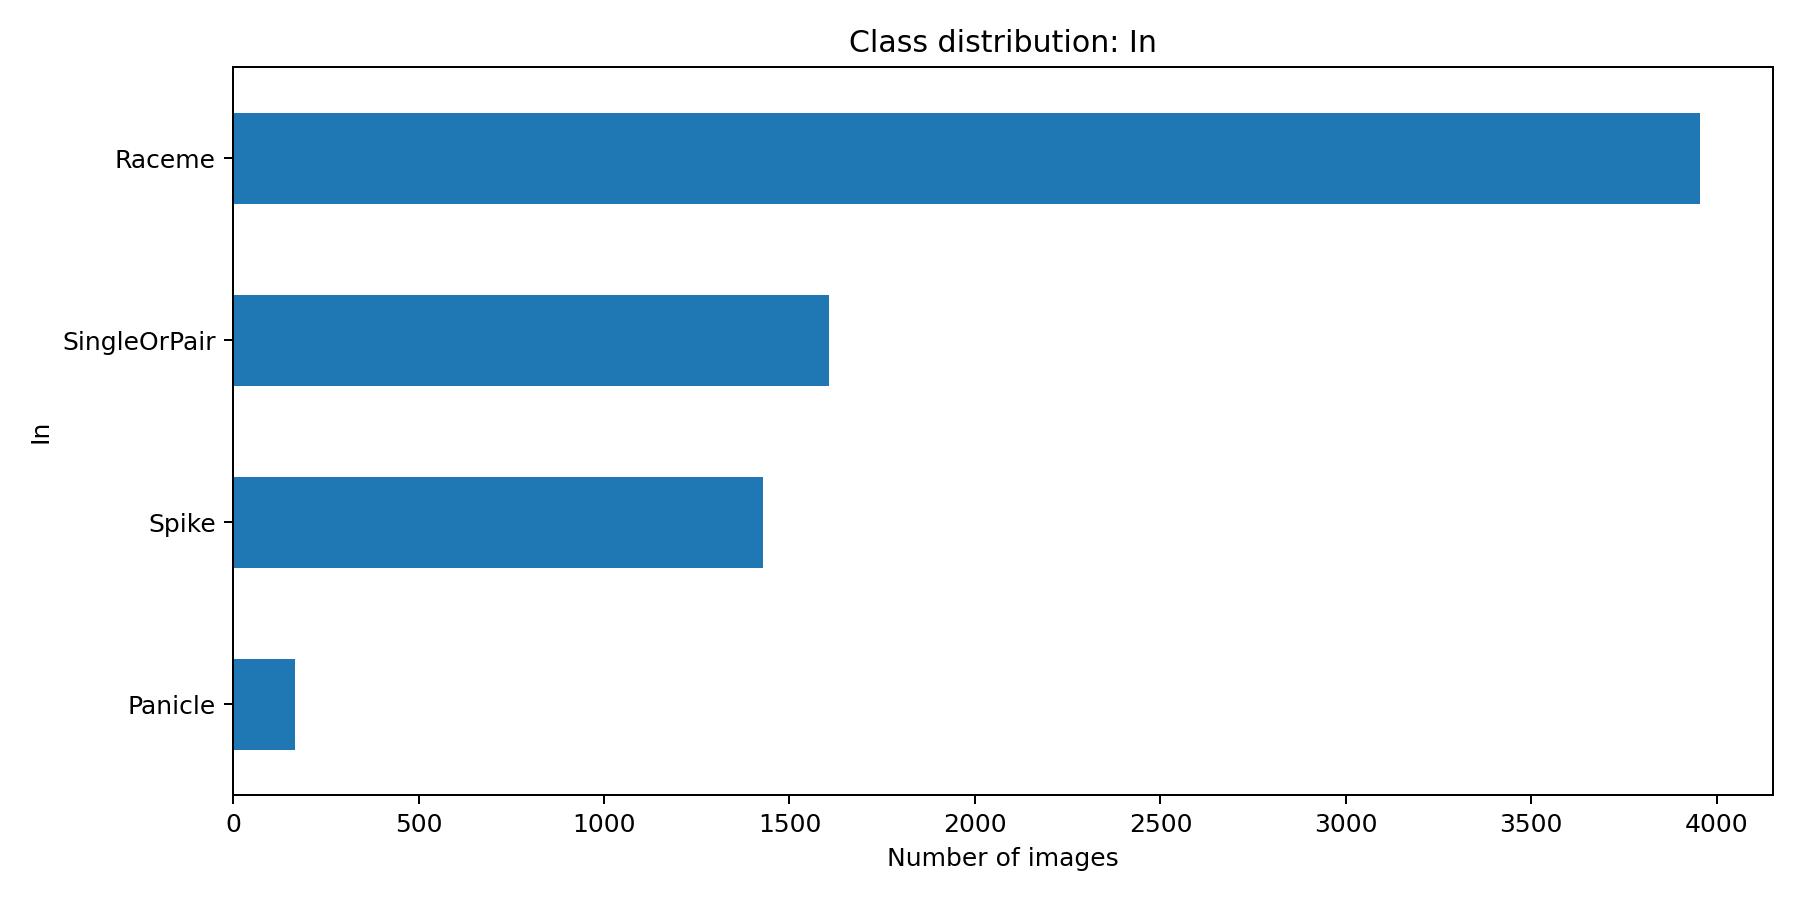 Class distribution: In
Raceme
SingleOrPair
In
Spike
Panicle
0 500 1000 1500 2000 2500 3000 3500 4000
Number of images